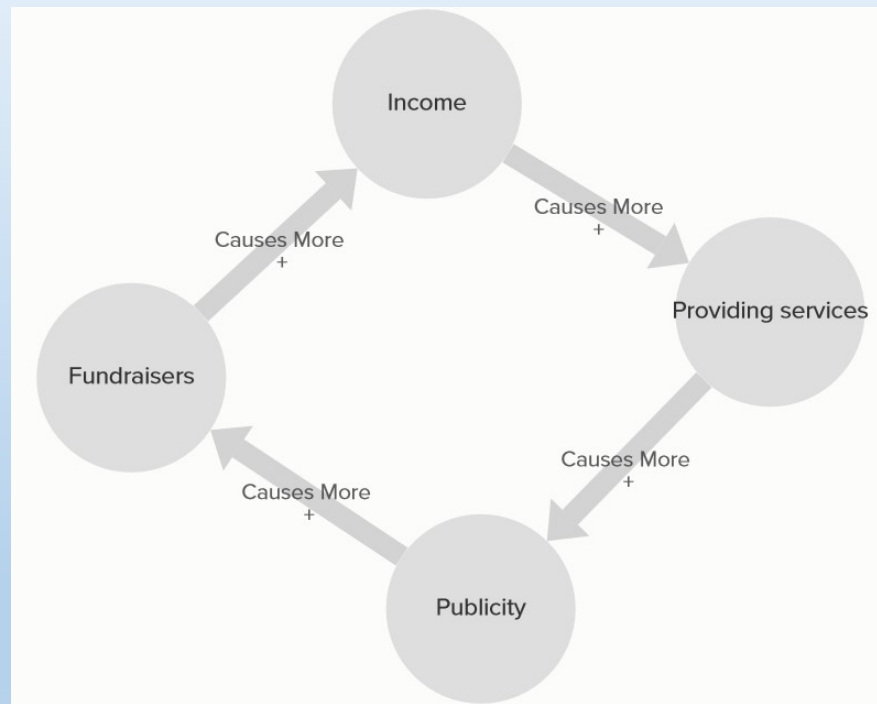 Income
Causes More
+
Providing services
Causes More
+
Publicity
Causes More
+
Fundraisers
Causes More
+